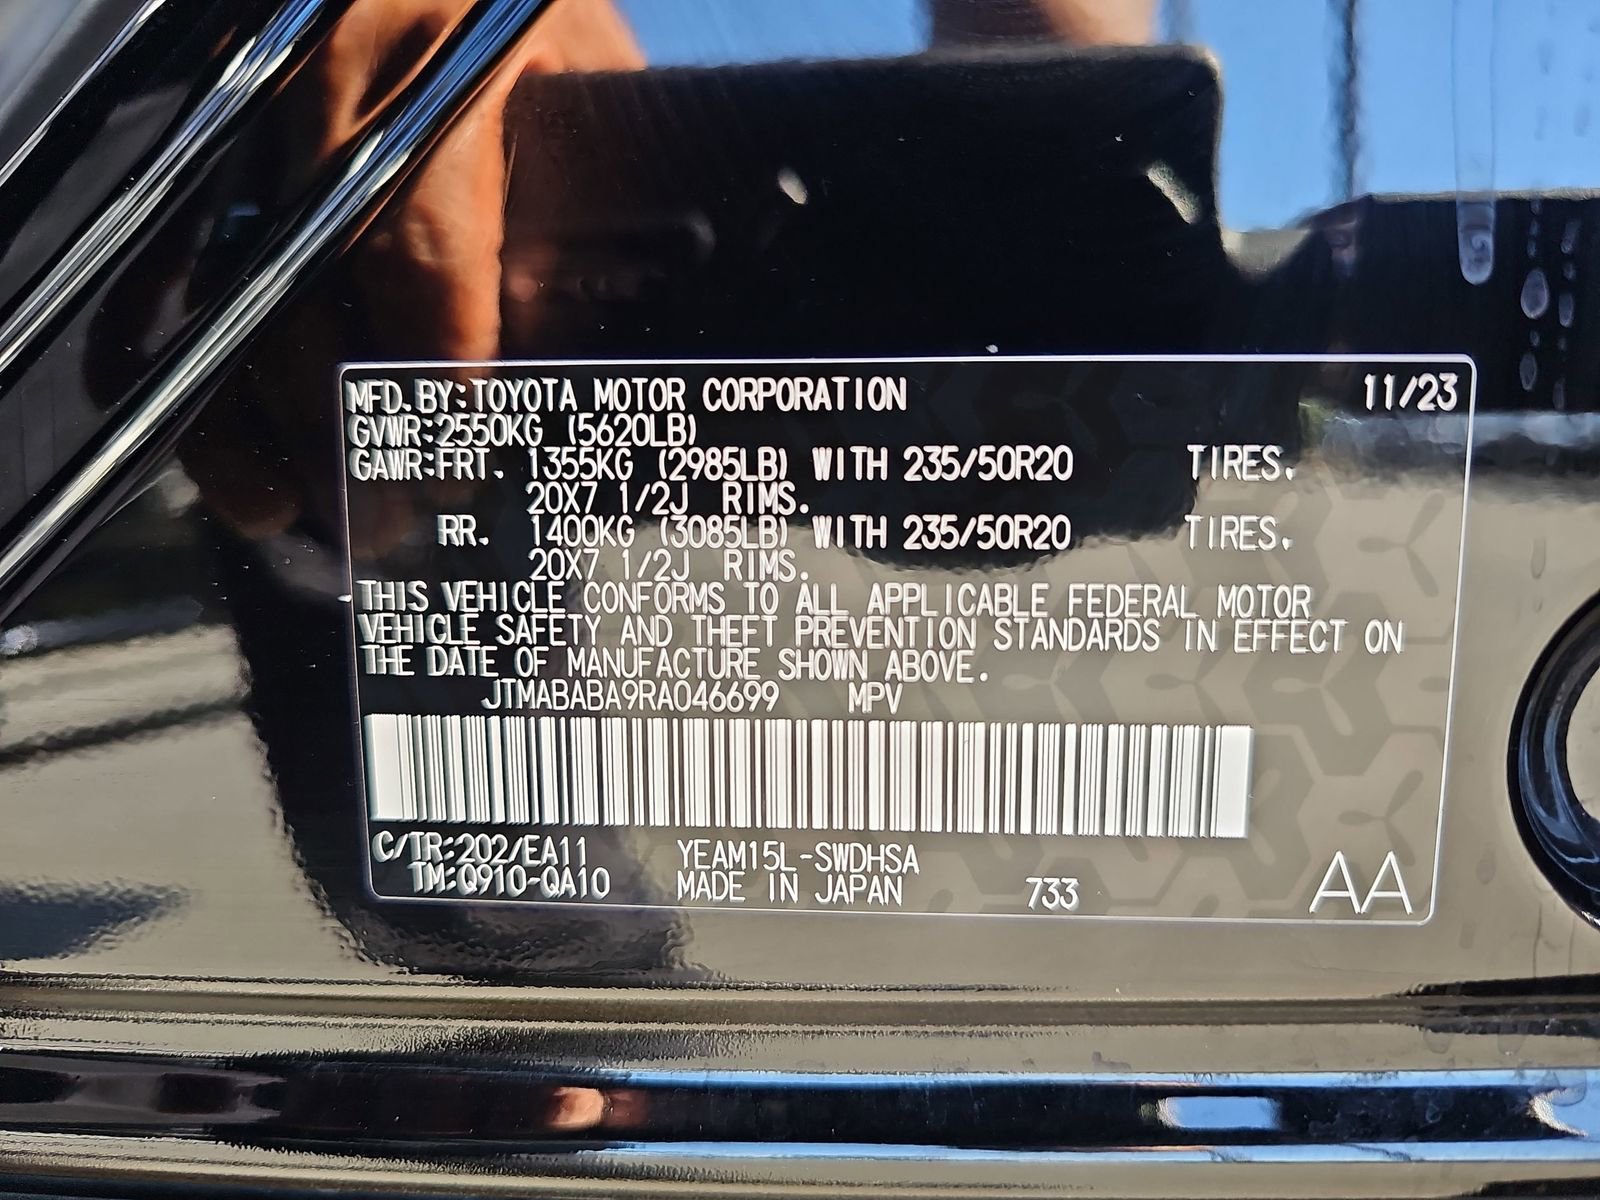 MFD. BY:TOYOTA MOTOR CORPORATION 11/23
GVWR:2550KG (5620LB)
GAWR:FRT. 1355KG (2985LB) WITH 235/50R20 TIRES,
20X7 1/2J RIMS.
RR. 1400KG (3085LB) WITH 235/50R20 TIRES,
20X7 1/2J RIMS.
THIS VEHICLE CONFORMS TO ALL APPLICABLE FEDERAL MOTOR
VEHICLE SAFETY AND THEFT PREVENTION STANDARDS IN EFFECT ON
THE DATE OF MANUFACTURE SHOWN ABOVE.
JTMABABA9RA046699 MPV
C/TR:202/EA11 YEAM15L-SWDHSA
TM:Q910-QA10 MADE IN JAPAN 733 AA